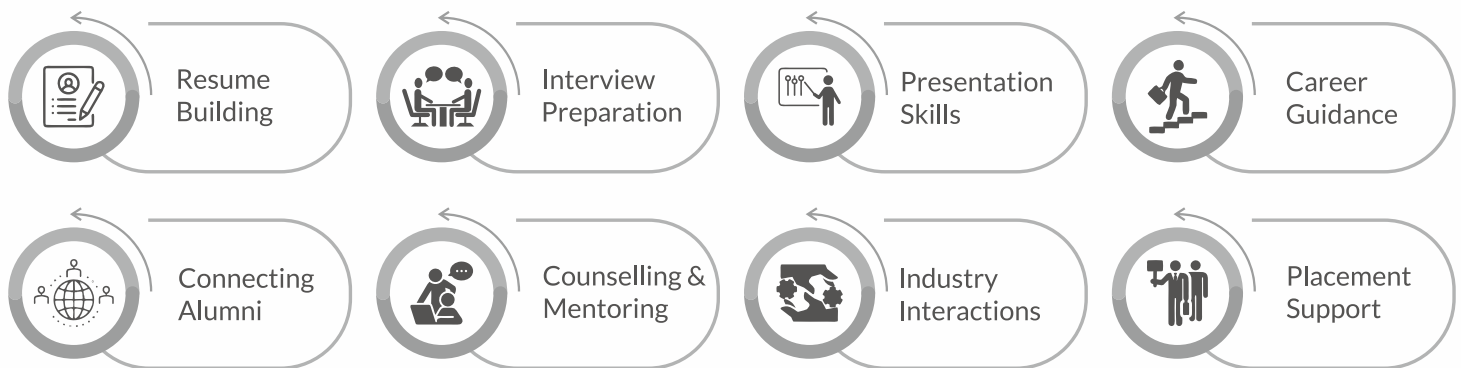 Resume
Building
Interview
Preparation
Presentation
Skills
Career
Guidance
Connecting
Alumni
Counselling &
Mentoring
Industry
Interactions
Placement
Support